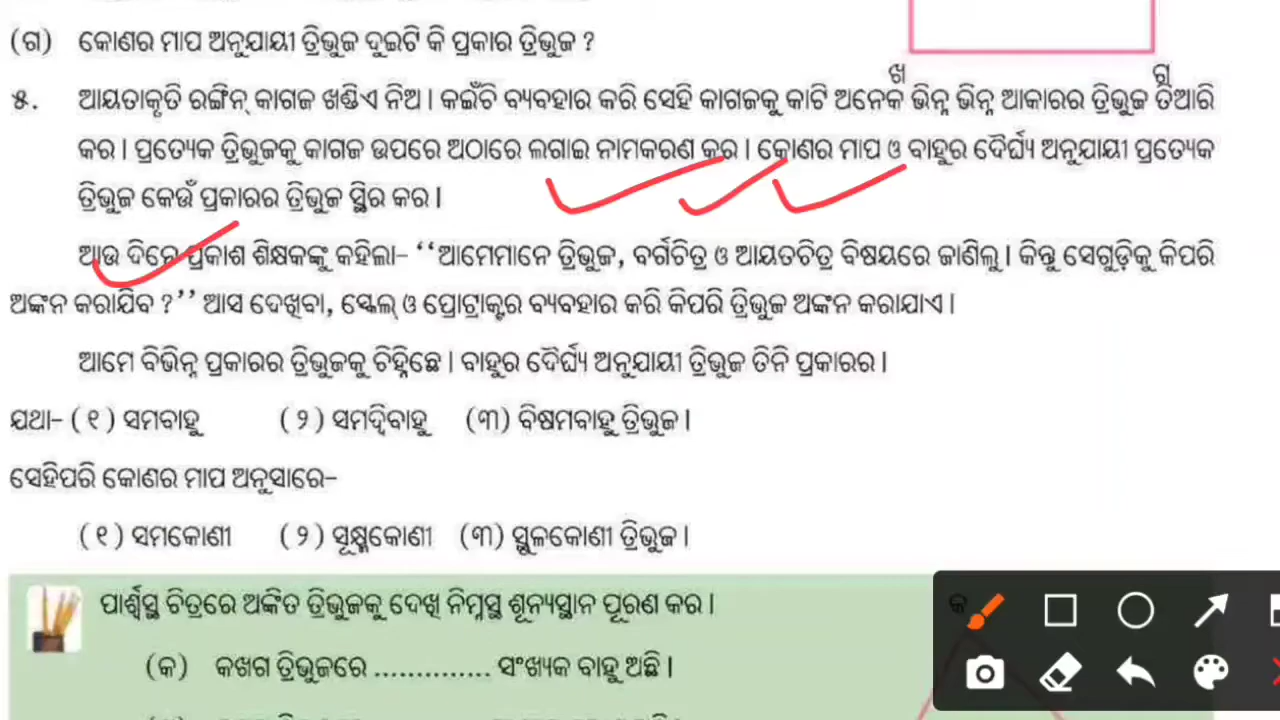 (ଗ) କୋଣର ମାପ ଅନୁଯାୟୀ ତ୍ରିଭୁଜ ଦୁଇଟି କି ପ୍ରକାର ତ୍ରିଭୁଜ ?
ଖ ଗ
୫. ଆୟତାକୃତି ରଙ୍ଗିନ୍ କାଗଜ ଖଣ୍ଡିଏ ନିଅ । କଇଁଚି ବ୍ୟବହାର କରି ସେହି କାଗଜକୁ କାଟି ଅନେକ ଭିନ୍ନ ଭିନ୍ନ ଆକାରର ତ୍ରିଭୁଜ ତିଆରି
କର । ପ୍ରତ୍ୟେକ ତ୍ରିଭୁଜକୁ କାଗଜ ଉପରେ ଅଠାରେ ଲଗାଇ ନାମକରଣ କର । କୋଣର ମାପ ଓ ବାହୁର ଦୈର୍ଘ୍ୟ ଅନୁଯାୟୀ ପ୍ରତ୍ୟେକ
ତ୍ରିଭୁଜ କେଉଁ ପ୍ରକାରର ତ୍ରିଭୁଜ ସ୍ଥିର କର ।
ଆଉ ଦିନେ ପ୍ରକାଶ ଶିକ୍ଷକଙ୍କୁ କହିଲା- ‘‘ଆମେମାନେ ତ୍ରିଭୁଜ, ବର୍ଗଚିତ୍ର ଓ ଆୟତଚିତ୍ର ବିଷୟରେ ଜାଣିଲୁ । କିନ୍ତୁ ସେଗୁଡ଼ିକୁ କିପରି
ଅଙ୍କନ କରାଯିବ ?’’ ଆସ ଦେଖିବା, ସ୍କେଲ୍ ଓ ପ୍ରୋଟ୍ରାକ୍ଟର ବ୍ୟବହାର କରି କିପରି ତ୍ରିଭୁଜ ଅଙ୍କନ କରାଯାଏ ।
ଆମେ ବିଭିନ୍ନ ପ୍ରକାରର ତ୍ରିଭୁଜକୁ ଚିହ୍ନିଛେ । ବାହୁର ଦୈର୍ଘ୍ୟ ଅନୁଯାୟୀ ତ୍ରିଭୁଜ ତିନି ପ୍ରକାରର ।
ଯଥା- (୧) ସମବାହୁ (୨) ସମଦ୍ୱିବାହୁ (୩) ବିଷମବାହୁ ତ୍ରିଭୁଜ ।
ସେହିପରି କୋଣର ମାପ ଅନୁସାରେ-
(୧) ସମକୋଣୀ (୨) ସୂକ୍ଷ୍ମକୋଣୀ (୩) ସ୍ଥୂଳକୋଣୀ ତ୍ରିଭୁଜ ।
ପାର୍ଶ୍ୱସ୍ଥ ଚିତ୍ରରେ ଅଙ୍କିତ ତ୍ରିଭୁଜକୁ ଦେଖି ନିମ୍ନସ୍ଥ ଶୂନ୍ୟସ୍ଥାନ ପୂରଣ କର ।
କ
(କ) କଖଗ ତ୍ରିଭୁଜରେ .............. ସଂଖ୍ୟକ ବାହୁ ଅଛି ।